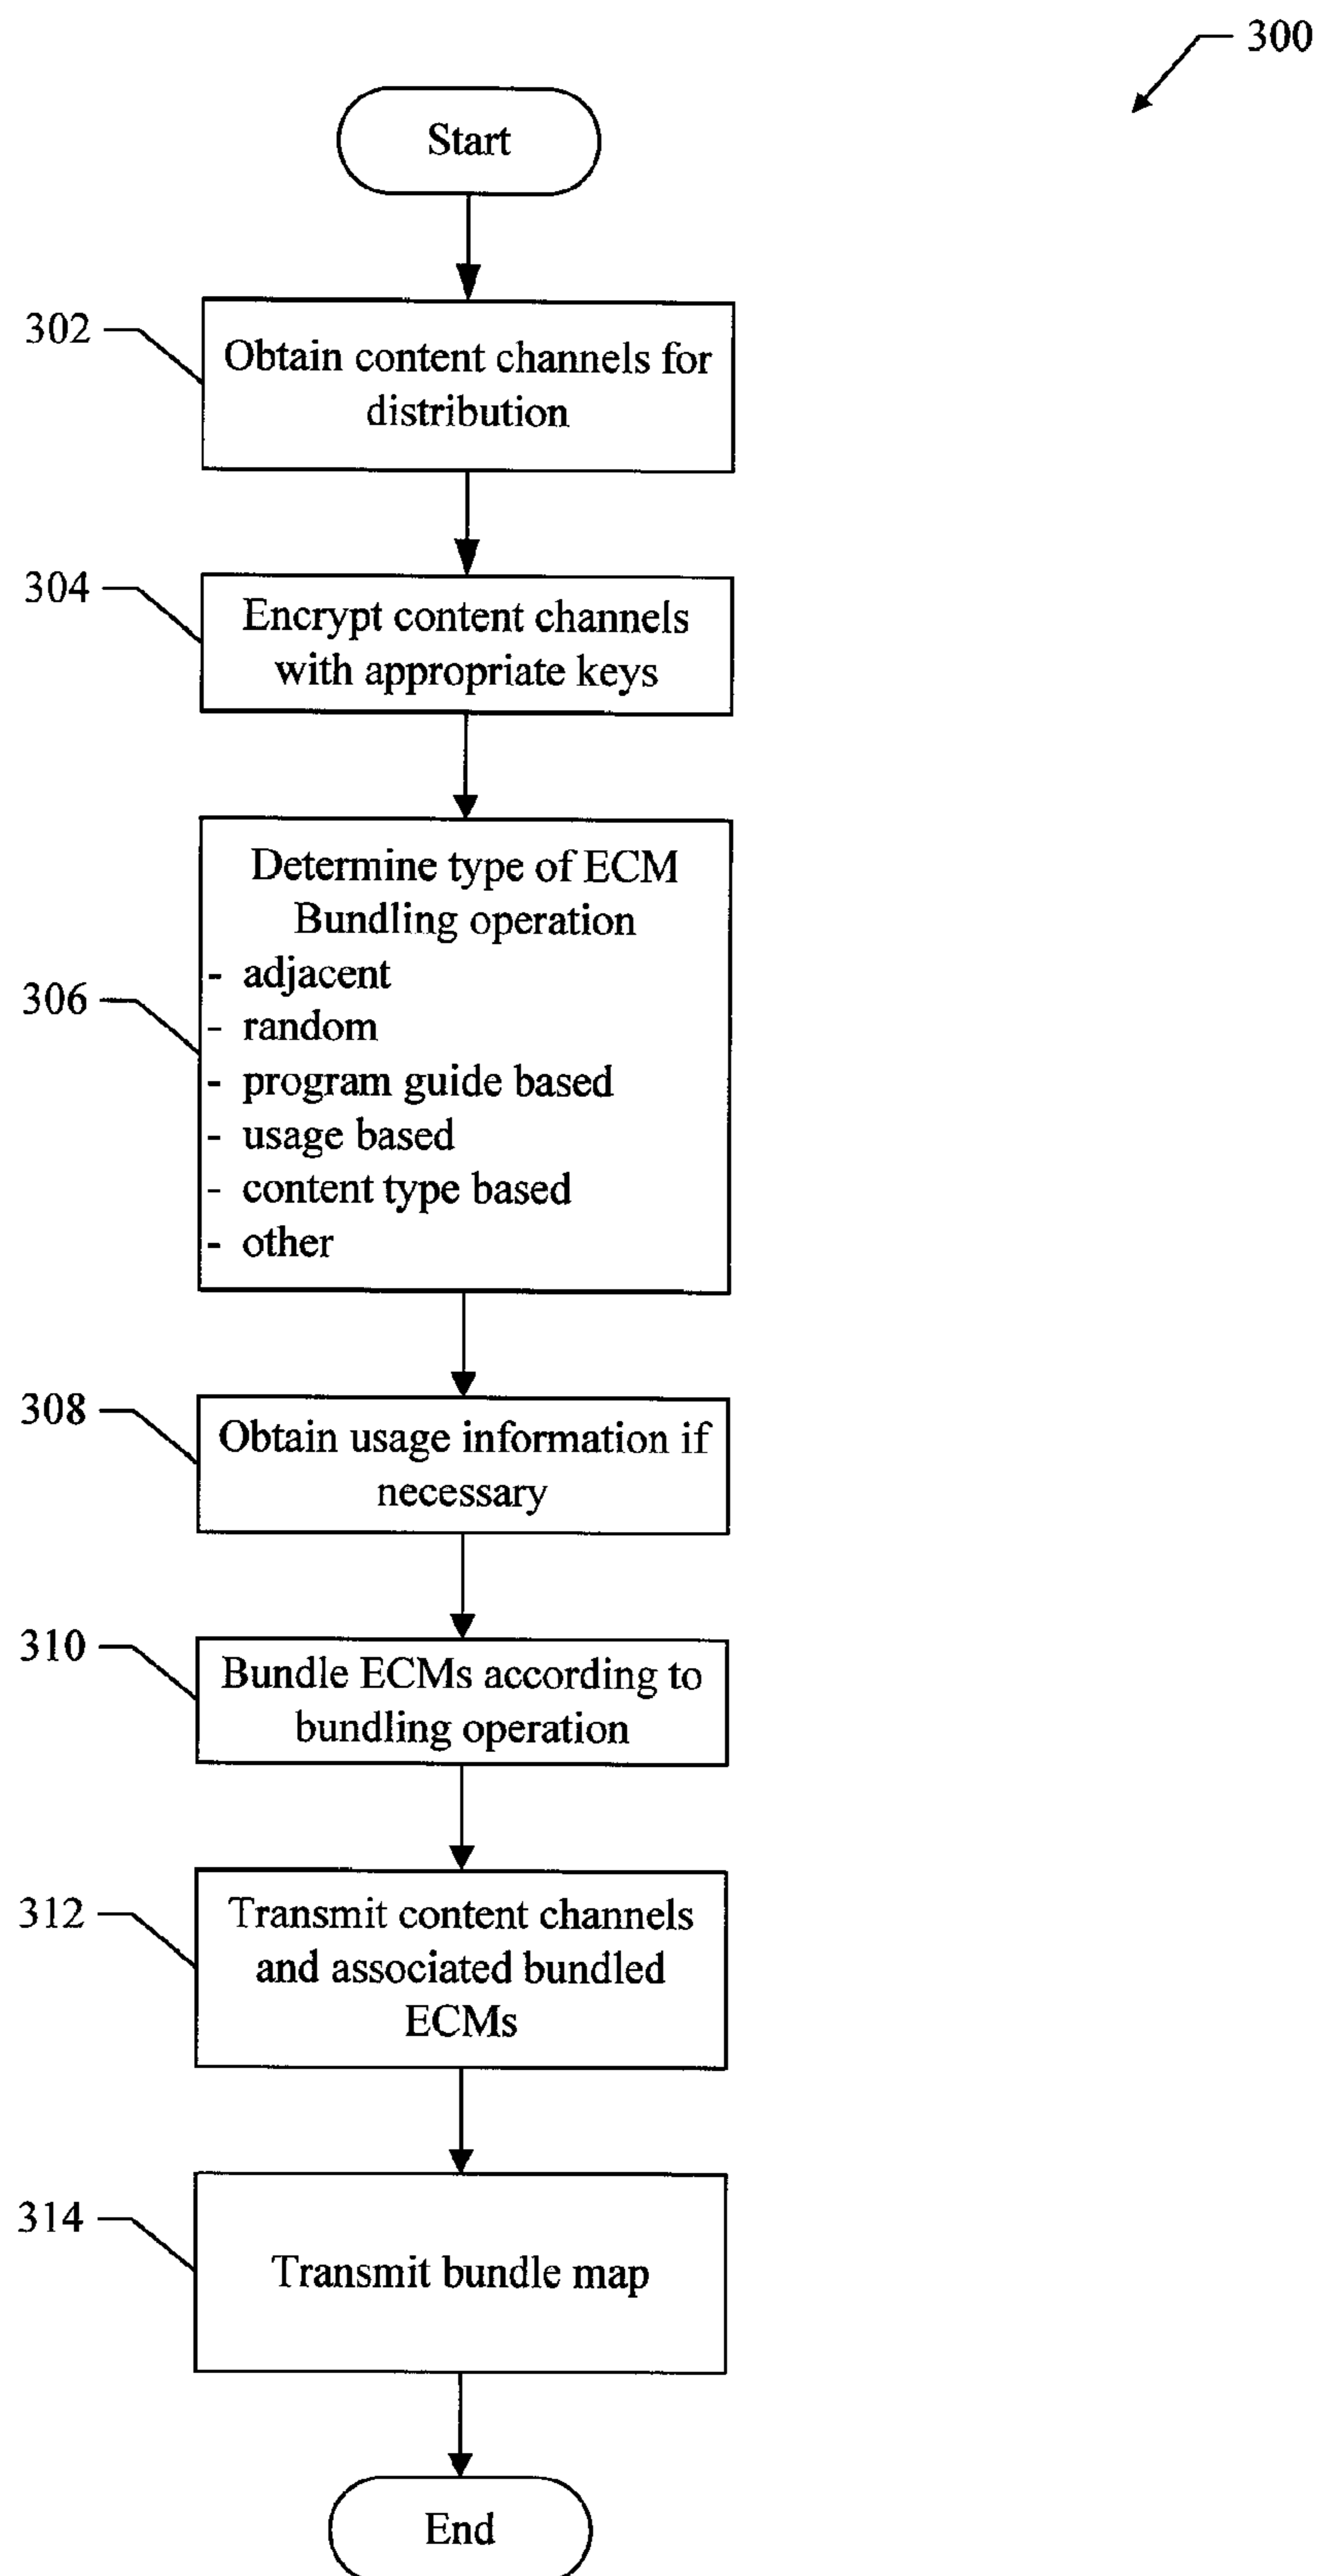 300
Start
302
Obtain content channels for
distribution
304
Encrypt content channels
with appropriate keys
306
Determine type of ECM
Bundling operation
- adjacent
- random
- program guide based
- usage based
- content type based
- other
308
Obtain usage information if
necessary
310
Bundle ECMs according to
bundling operation
312
Transmit content channels
and associated bundled
ECMs
314
Transmit bundle map
End